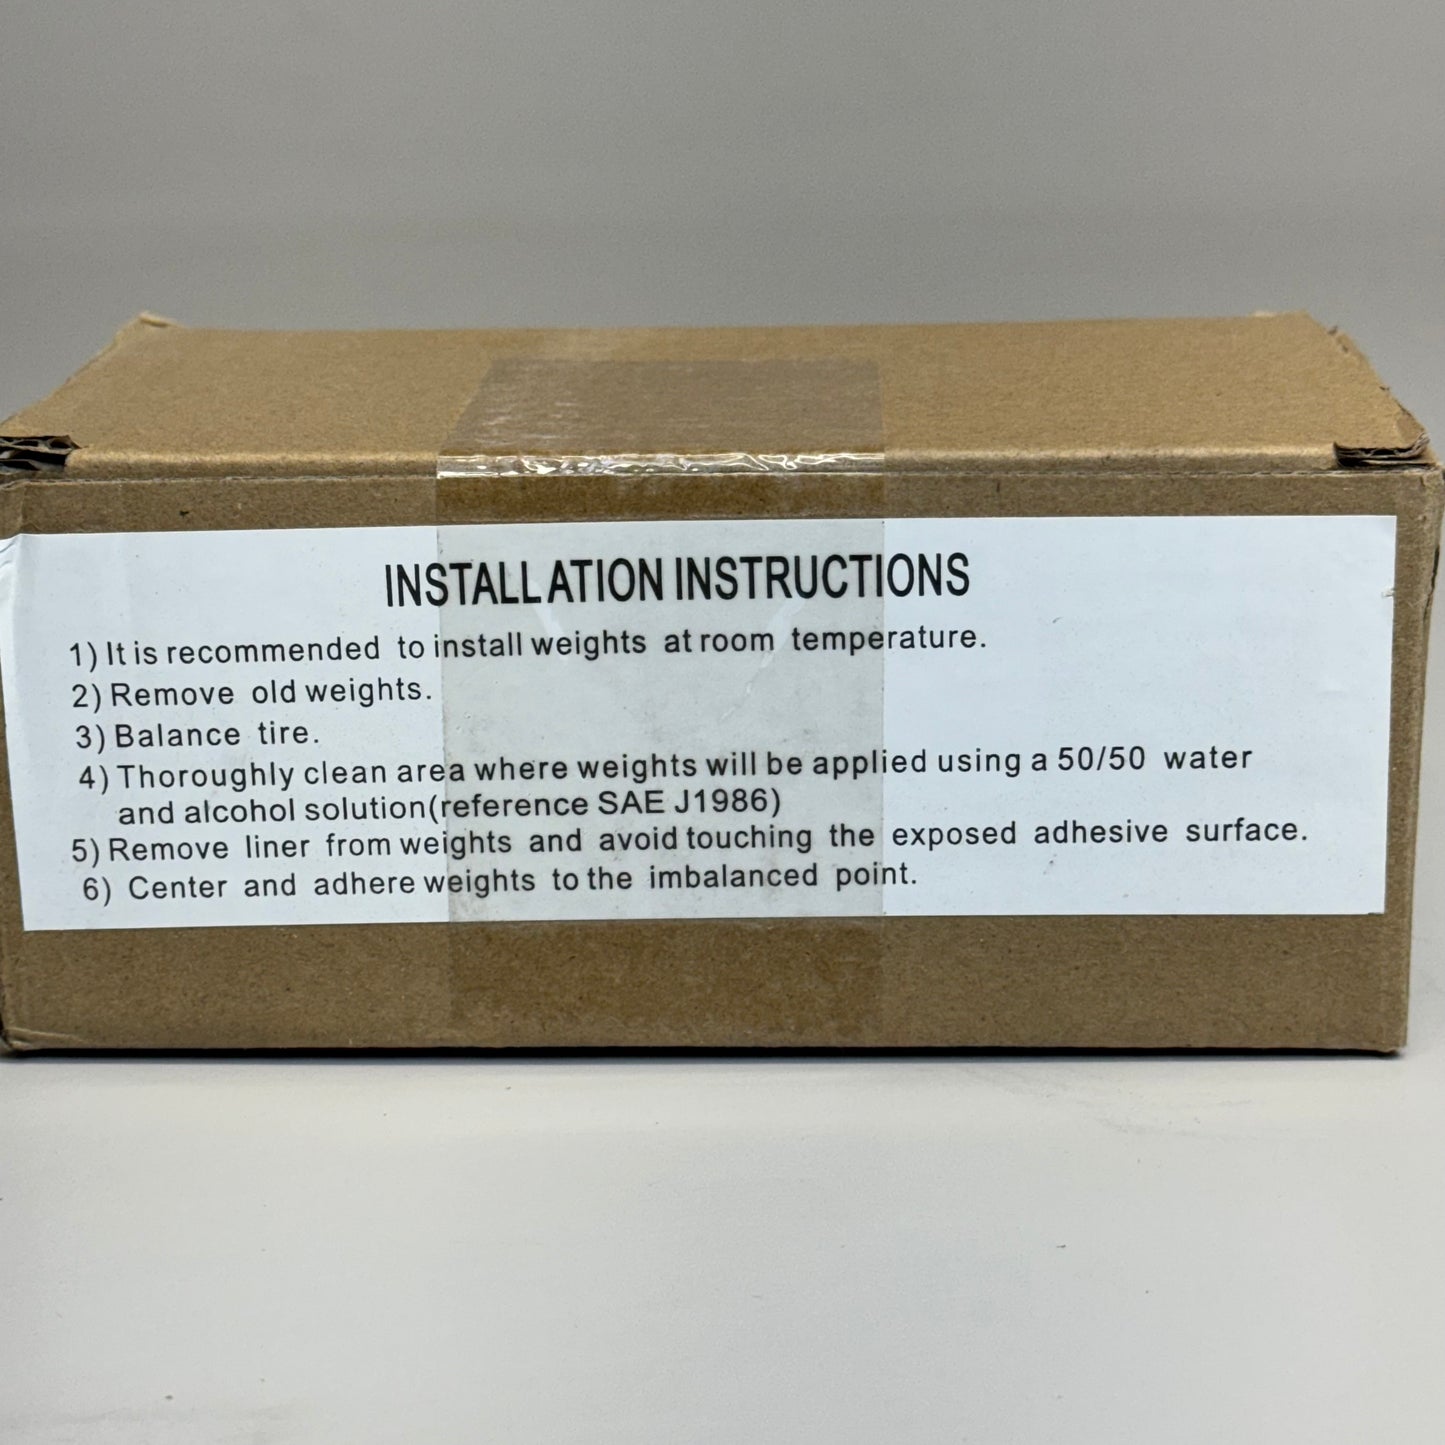 INSTALLATION INSTRUCTIONS
1) It is recommended to install weights at room temperature.
2) Remove old weights.
3) Balance tire.
4) Thoroughly clean area where weights will be applied using a 50/50 water
and alcohol solution(reference SAE J1986)
5) Remove liner from weights and avoid touching the exposed adhesive surface.
6) Center and adhere weights to the imbalanced point.